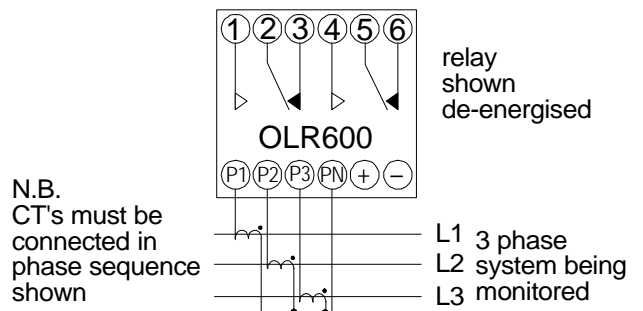 1 2 3 4 5 6
relay
shown
de-energised
OLR600
P1 P2 P3 PN + −
N.B.
CT's must be
connected in
phase sequence
shown
L1 3 phase
L2 system being
L3 monitored